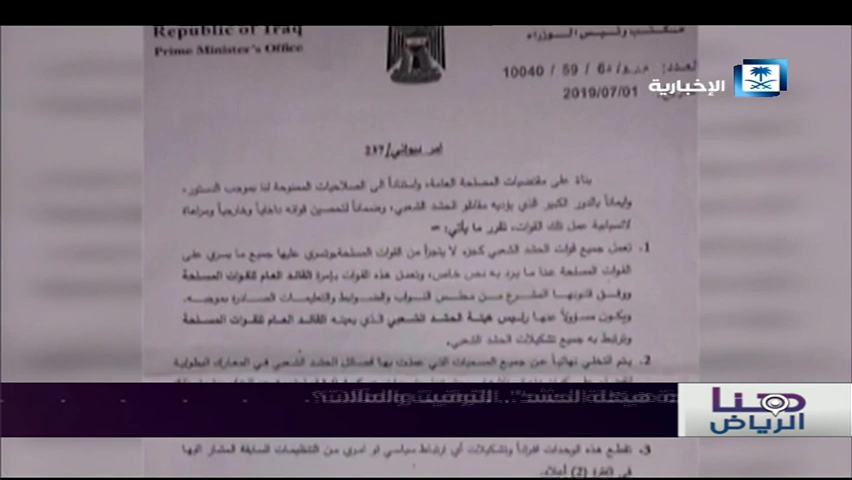 Republic of Iraq
Prime Minister's Office
مكتب رئيس الوزراء
10040 / 59 / 6
2019/07/01
الإخبارية
امر ديواني/237
بناءً على مقتضيات المصلحة العامة، واستناداً الى الصلاحيات الممنوحة لنا بموجب الدستور،
وايماناً بالدور الكبير الذي يؤديه مقاتلو الحشد الشعبي، وضماناً لتحصين قواته داخلياً وخارجياً ومراعاة
لانسيابية عمل تلك القوات، تقرر ما يأتي: -
1. تعمل جميع قوات الحشد الشعبي كجزء لا يتجزأ من القوات المسلحة وتسري عليها جميع ما يسري على
القوات المسلحة عدا ما يرد به نص خاص، وتعمل هذه القوات بإمرة القائد العام للقوات المسلحة
ووفق قانونها المشرع من مجلس النواب والضوابط والتعليمات الصادرة بموجبه،
ويكون مسؤولاً عنها رئيس هيئة الحشد الشعبي الذي يعينه القائد العام للقوات المسلحة
وترتبط به جميع تشكيلات الحشد الشعبي.
2. يتم التخلي نهائياً عن جميع المسميات التي عملت بها فصائل الحشد الشعبي في المعارك البطولية
هيكلة الحشد".. التوقيت والمآلات؟
هنا الرياض
3. تقطع هذه الوحدات افراداً وتشكيلات أي ارتباط سياسي او امري من التنظيمات السابقة المشار اليها
في الفقرة (2) أعلاه.